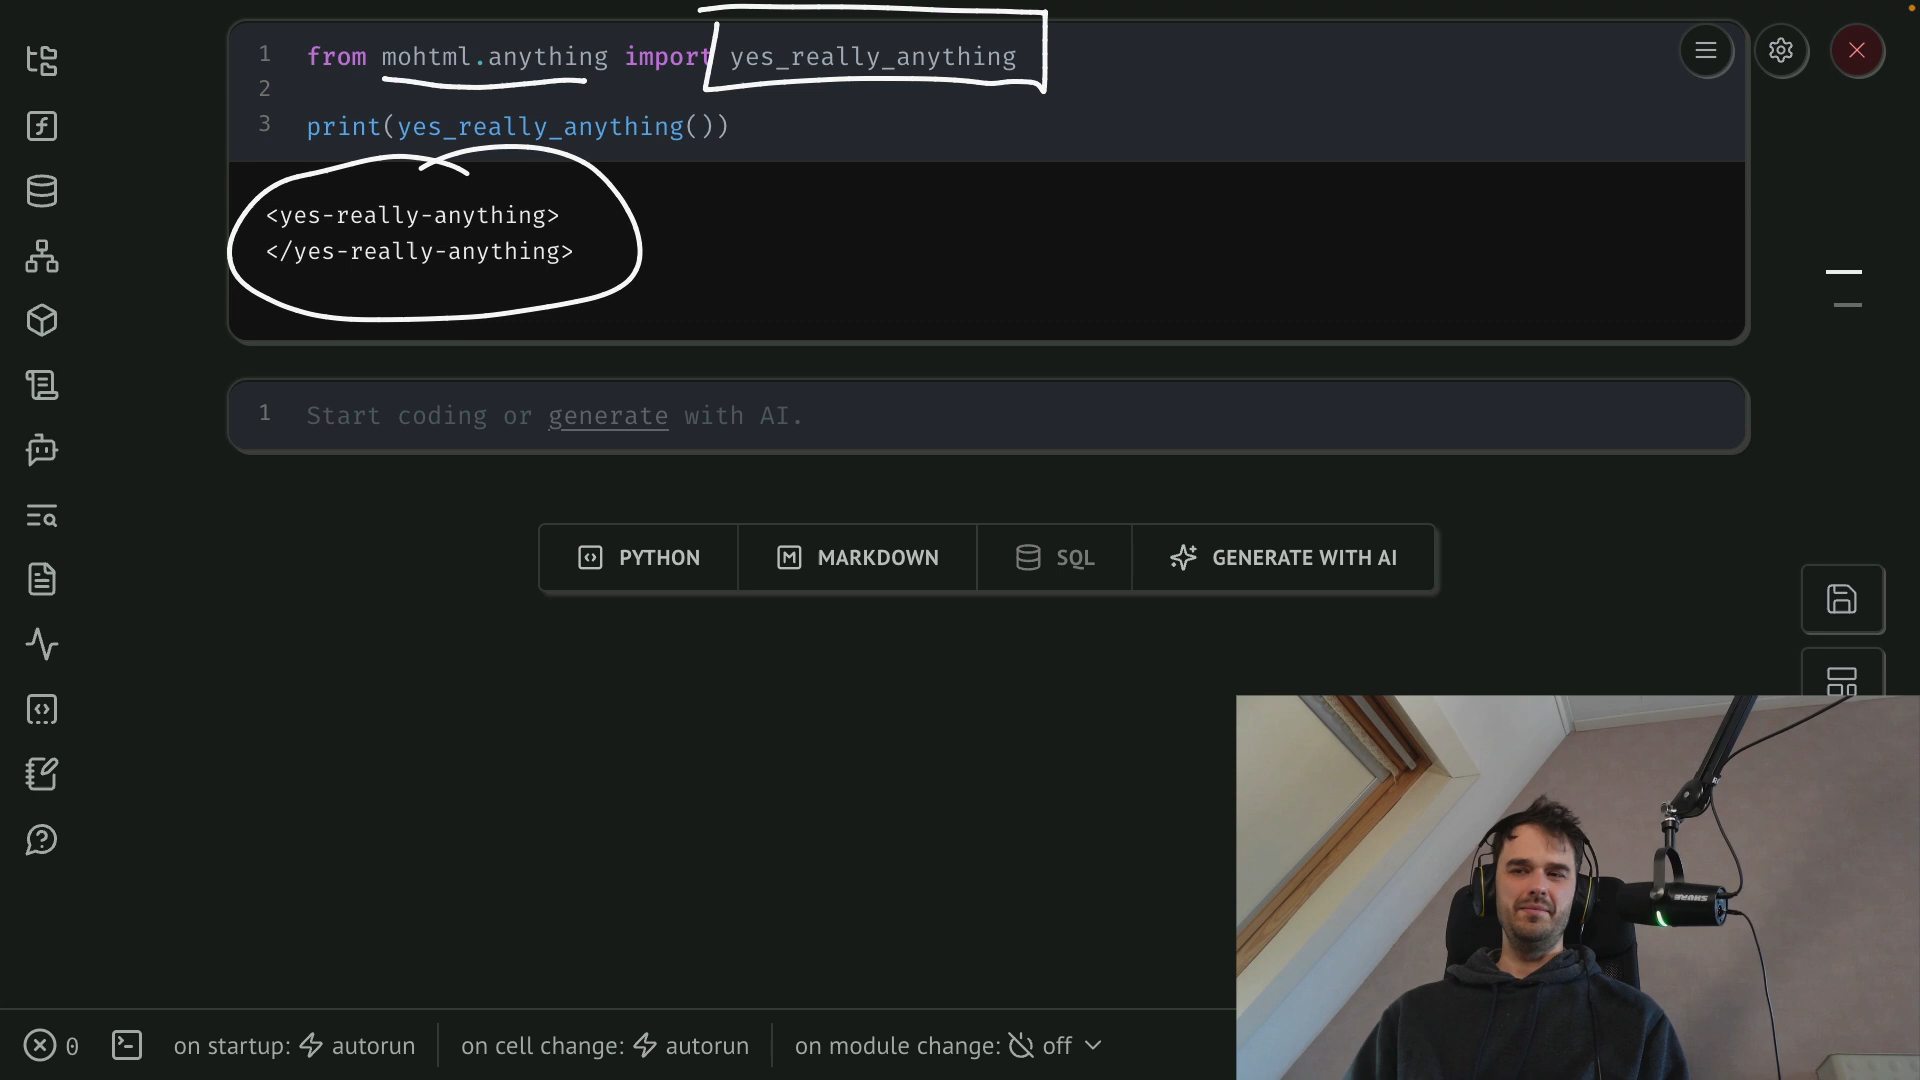 1 from mohtml.anything import yes_really_anything
2
3 print(yes_really_anything())
<yes-really-anything>
</yes-really-anything>
1 Start coding or generate with AI.
PYTHON MARKDOWN SQL GENERATE WITH AI
SHURE
0 on startup: autorun on cell change: autorun on module change: off